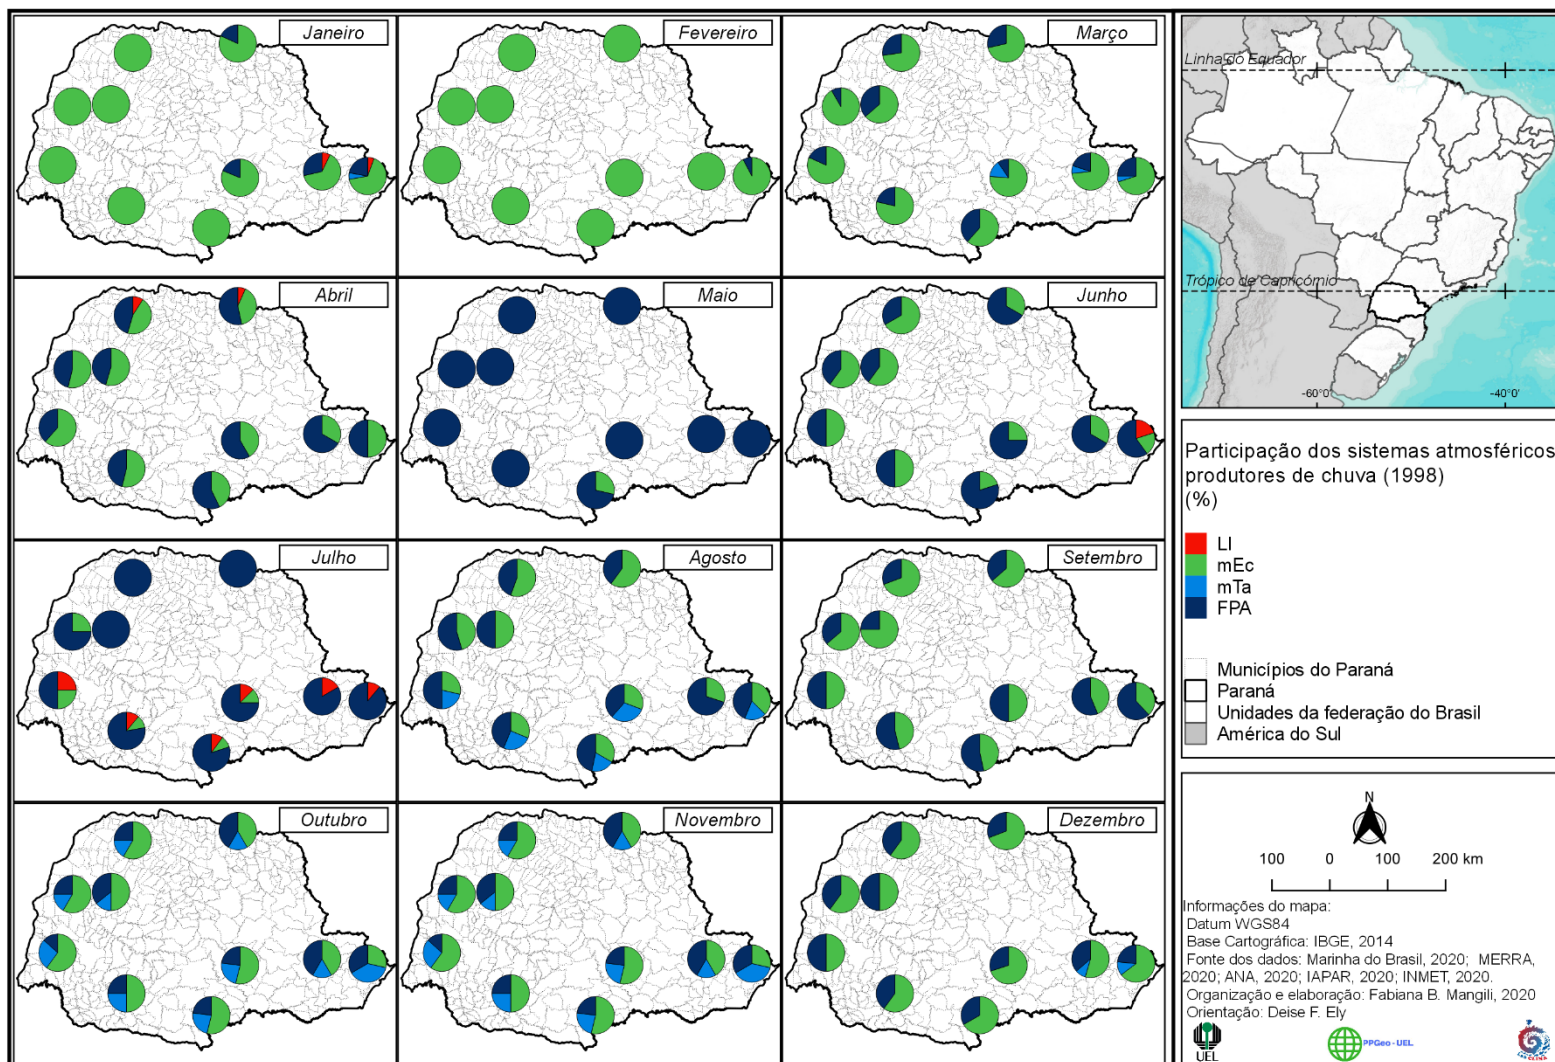 Janeiro
Fevereiro
Março
Abril
Maio
Junho
Julho
Agosto
Setembro
Outubro
Novembro
Dezembro
Linha do Equador
Trópico de Capricórnio
-60°0'
-40°0'
Participação dos sistemas atmosféricos
produtores de chuva (1998)
(%)
LI
mEc
mTa
FPA
Municípios do Paraná
Paraná
Unidades da federação do Brasil
América do Sul
N
100 0 100 200 km
Informações do mapa:
Datum WGS84
Base Cartográfica: IBGE, 2014
Fonte dos dados: Marinha do Brasil, 2020; MERRA,
2020; ANA, 2020; IAPAR, 2020; INMET, 2020.
Organização e elaboração: Fabiana B. Mangili, 2020
Orientação: Deise F. Ely
UEL
PPGeo - UEL